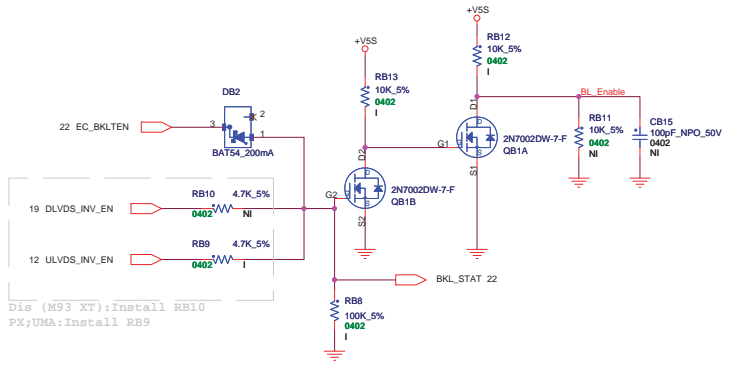 +V5S
RB12
10K_5%
0402
I
+V5S
RB13
10K_5%
0402
I
BL_Enable
DB2
2
3
1
BAT54_200mA
22 EC_BKLTEN
D1
G1
D
S
S1
2N7002DW-7-F
QB1A
RB11
10K_5%
0402
NI
CB15
100pF_NPO_50V
0402
NI
D2
G2
D
S
S2
2N7002DW-7-F
QB1B
RB10 4.7K_5%
19 DLVDS_INV_EN
0402 NI
RB9 4.7K_5%
12 ULVDS_INV_EN
0402 I
BKL_STAT 22
RB8
100K_5%
0402
I
Dis (M93 XT):Install RB10
PX;UMA:Install RB9